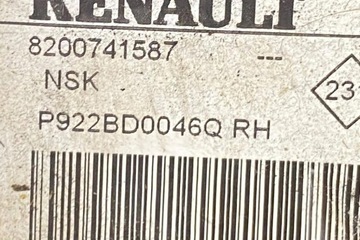 RENAULT
8200741587 ---
NSK
23
P922BD0046Q RH